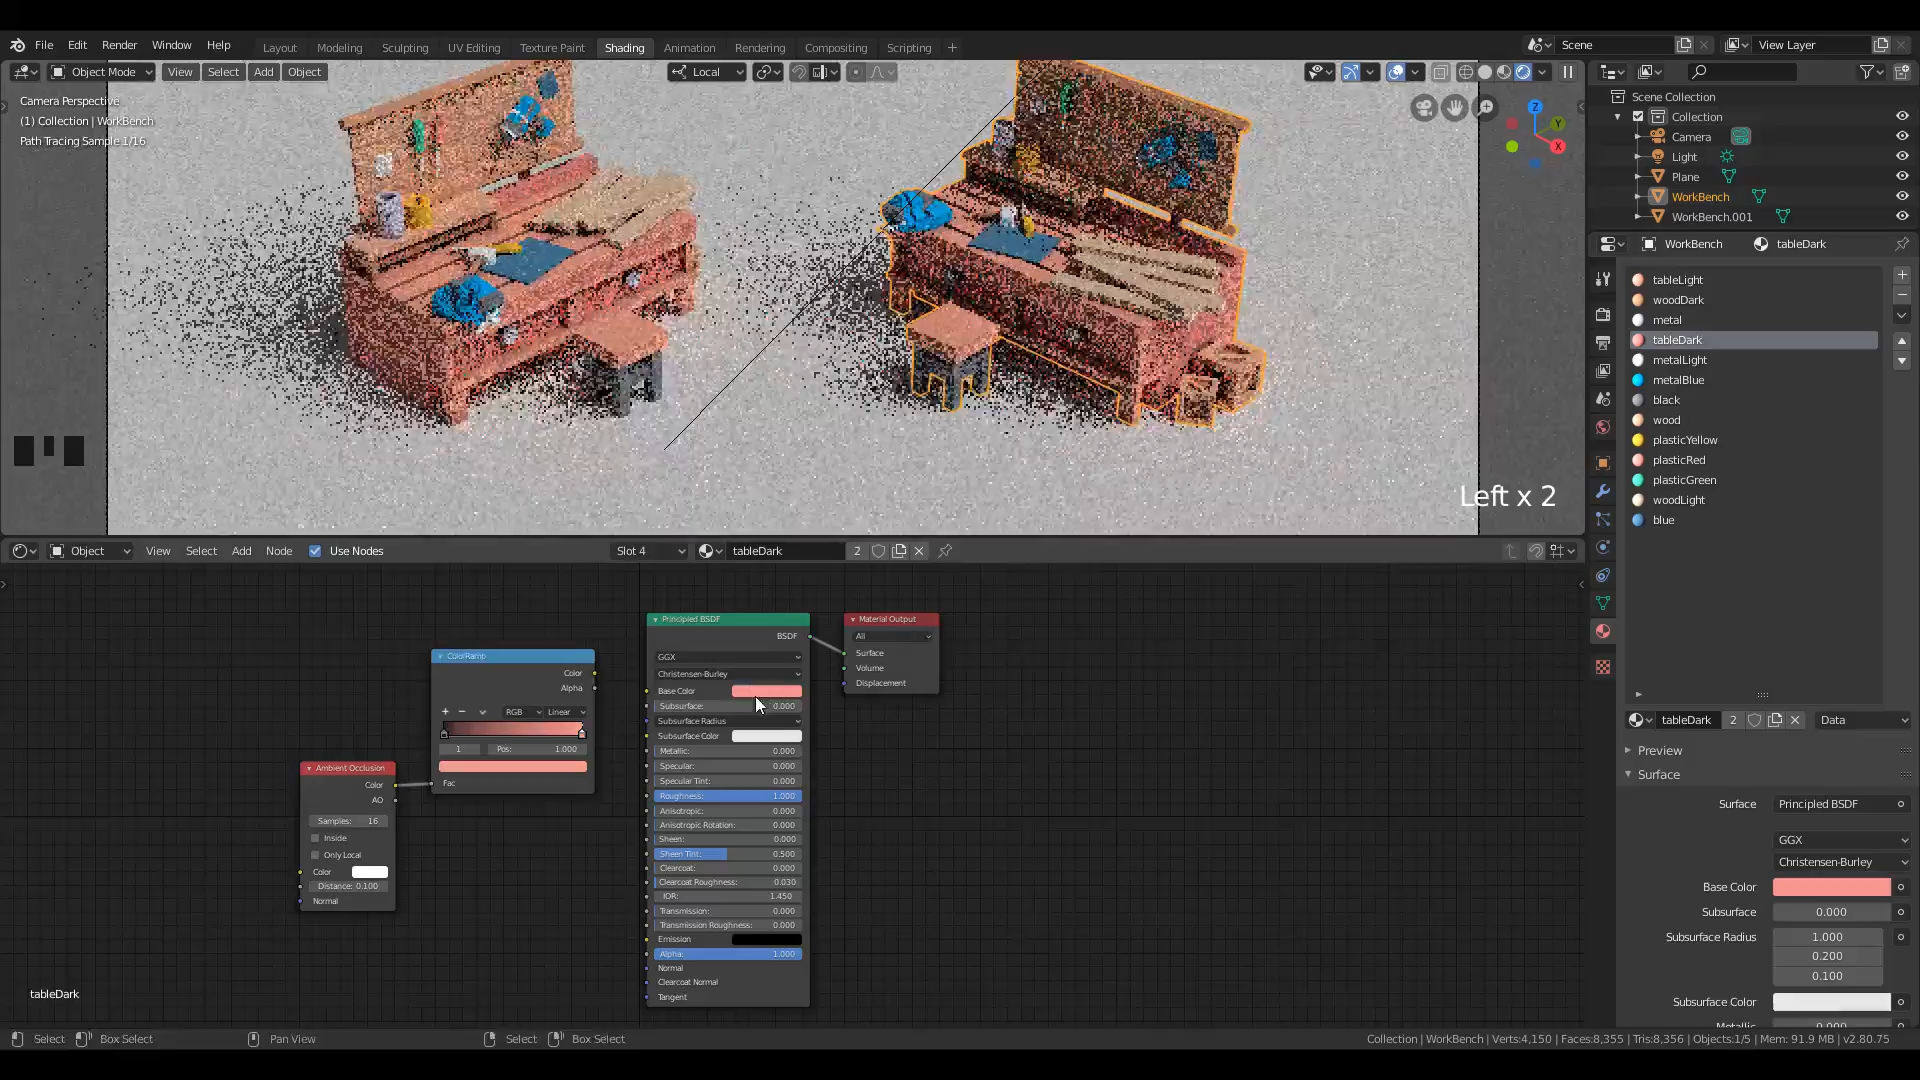 File Edit Render Window Help Layout Modeling Sculpting UV Editing Texture Paint Shading Animation Rendering Compositing Scripting + Scene View Layer
Object Mode View Select Add Object Local
Camera Perspective
(1) Collection | WorkBench
Path Tracing Sample 1/16
Z
Y
X
Left x 2
Scene Collection
Collection
Camera
Light
Plane
WorkBench
WorkBench.001
WorkBench tableDark
tableLight
woodDark
metal
tableDark
metalLight
metalBlue
black
wood
plasticYellow
plasticRed
plasticGreen
woodLight
blue
Object View Select Add Node Use Nodes Slot 4 tableDark 2
Ambient Occlusion
Color
AO
Samples: 16
Inside
Only Local
Color
Distance: 0.100
Normal
ColorRamp
Color
Alpha
RGB Linear
1 Pos: 1.000
Fac
Principled BSDF
BSDF
GGX
Christensen-Burley
Base Color
Subsurface: 0.000
Subsurface Radius
Subsurface Color
Metallic: 0.000
Specular: 0.000
Specular Tint: 0.000
Roughness: 1.000
Anisotropic: 0.000
Anisotropic Rotation: 0.000
Sheen: 0.000
Sheen Tint: 0.500
Clearcoat: 0.000
Clearcoat Roughness: 0.030
IOR: 1.450
Transmission: 0.000
Transmission Roughness: 0.000
Emission
Alpha: 1.000
Normal
Clearcoat Normal
Tangent
Material Output
All
Surface
Volume
Displacement
tableDark
tableDark 2 Data
Preview
Surface
Surface Principled BSDF
GGX
Christensen-Burley
Base Color
Subsurface 0.000
Subsurface Radius 1.000
0.200
0.100
Subsurface Color
Metallic 0.000
Select Box Select Pan View Select Box Select Collection | WorkBench | Verts:4,150 | Faces:8,355 | Tris:8,356 | Objects:1/5 | Mem: 91.9 MB | v2.80.75